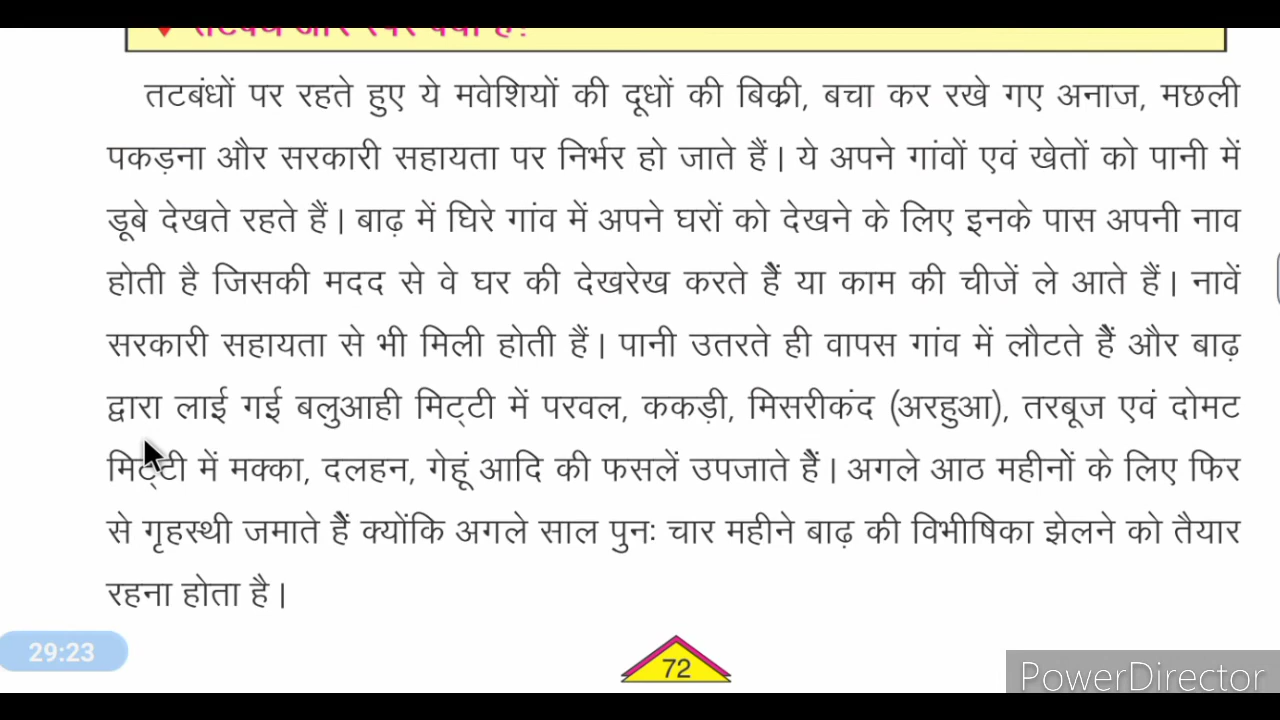 तटबंध और स्पर क्या है?
तटबंधों पर रहते हुए ये मवेशियों की दूधों की बिक्री, बचा कर रखे गए अनाज, मछली
पकड़ना और सरकारी सहायता पर निर्भर हो जाते हैं। ये अपने गांवों एवं खेतों को पानी में
डूबे देखते रहते हैं। बाढ़ में घिरे गांव में अपने घरों को देखने के लिए इनके पास अपनी नाव
होती है जिसकी मदद से वे घर की देखरेख करते हैं या काम की चीजें ले आते हैं। नावें
सरकारी सहायता से भी मिली होती हैं। पानी उतरते ही वापस गांव में लौटते हैं और बाढ़
द्वारा लाई गई बलुआही मिट्टी में परवल, ककड़ी, मिसरीकंद (अरहुआ), तरबूज एवं दोमट
मिट्टी में मक्का, दलहन, गेहूं आदि की फसलें उपजाते हैं। अगले आठ महीनों के लिए फिर
से गृहस्थी जमाते हैं क्योंकि अगले साल पुनः चार महीने बाढ़ की विभीषिका झेलने को तैयार
रहना होता है।
29:23
72
PowerDirector